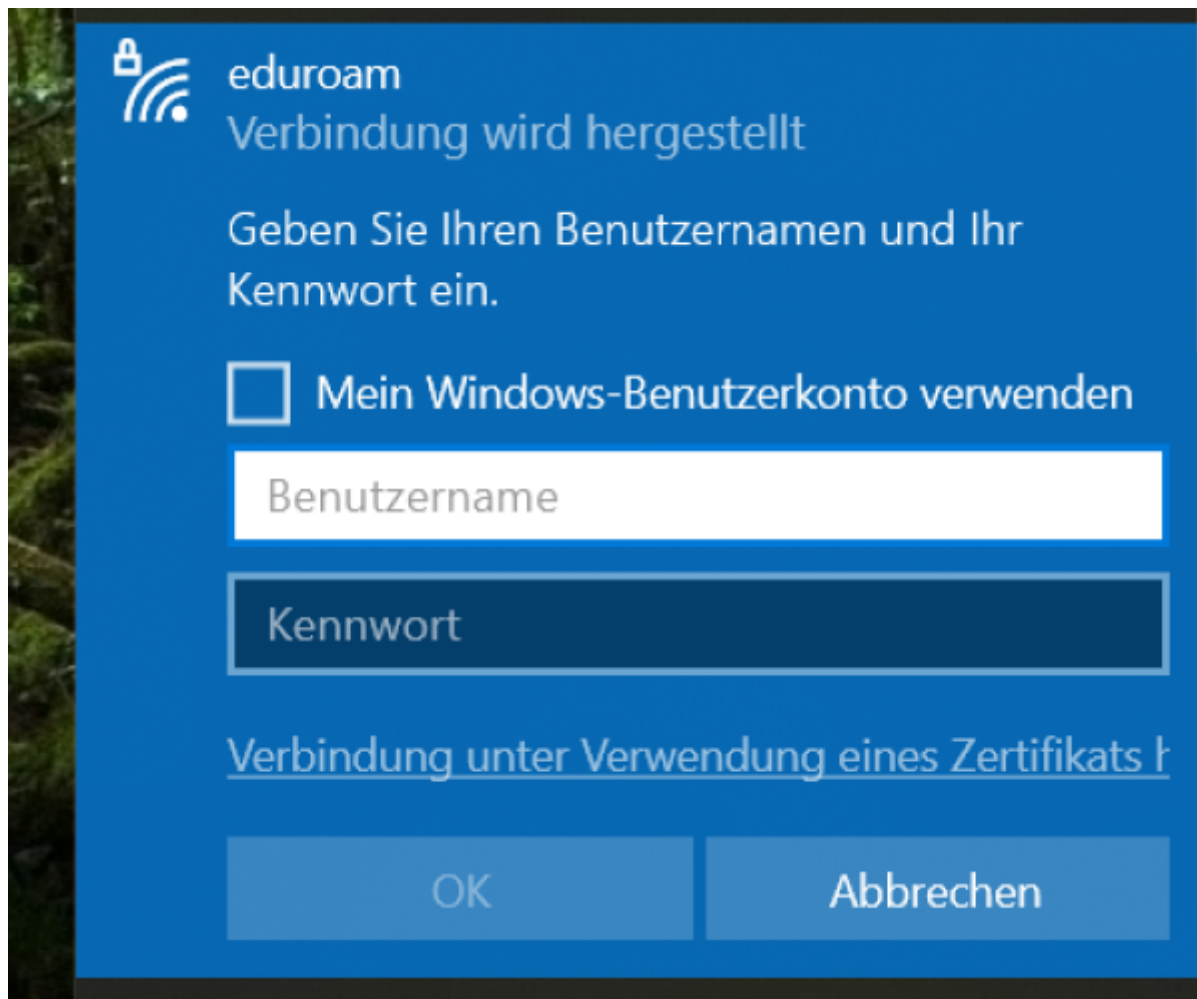 eduroam
Verbindung wird hergestellt
Geben Sie Ihren Benutzernamen und Ihr
Kennwort ein.
Mein Windows-Benutzerkonto verwenden
Benutzername
Kennwort
Verbindung unter Verwendung eines Zertifikats
OK
Abbrechen